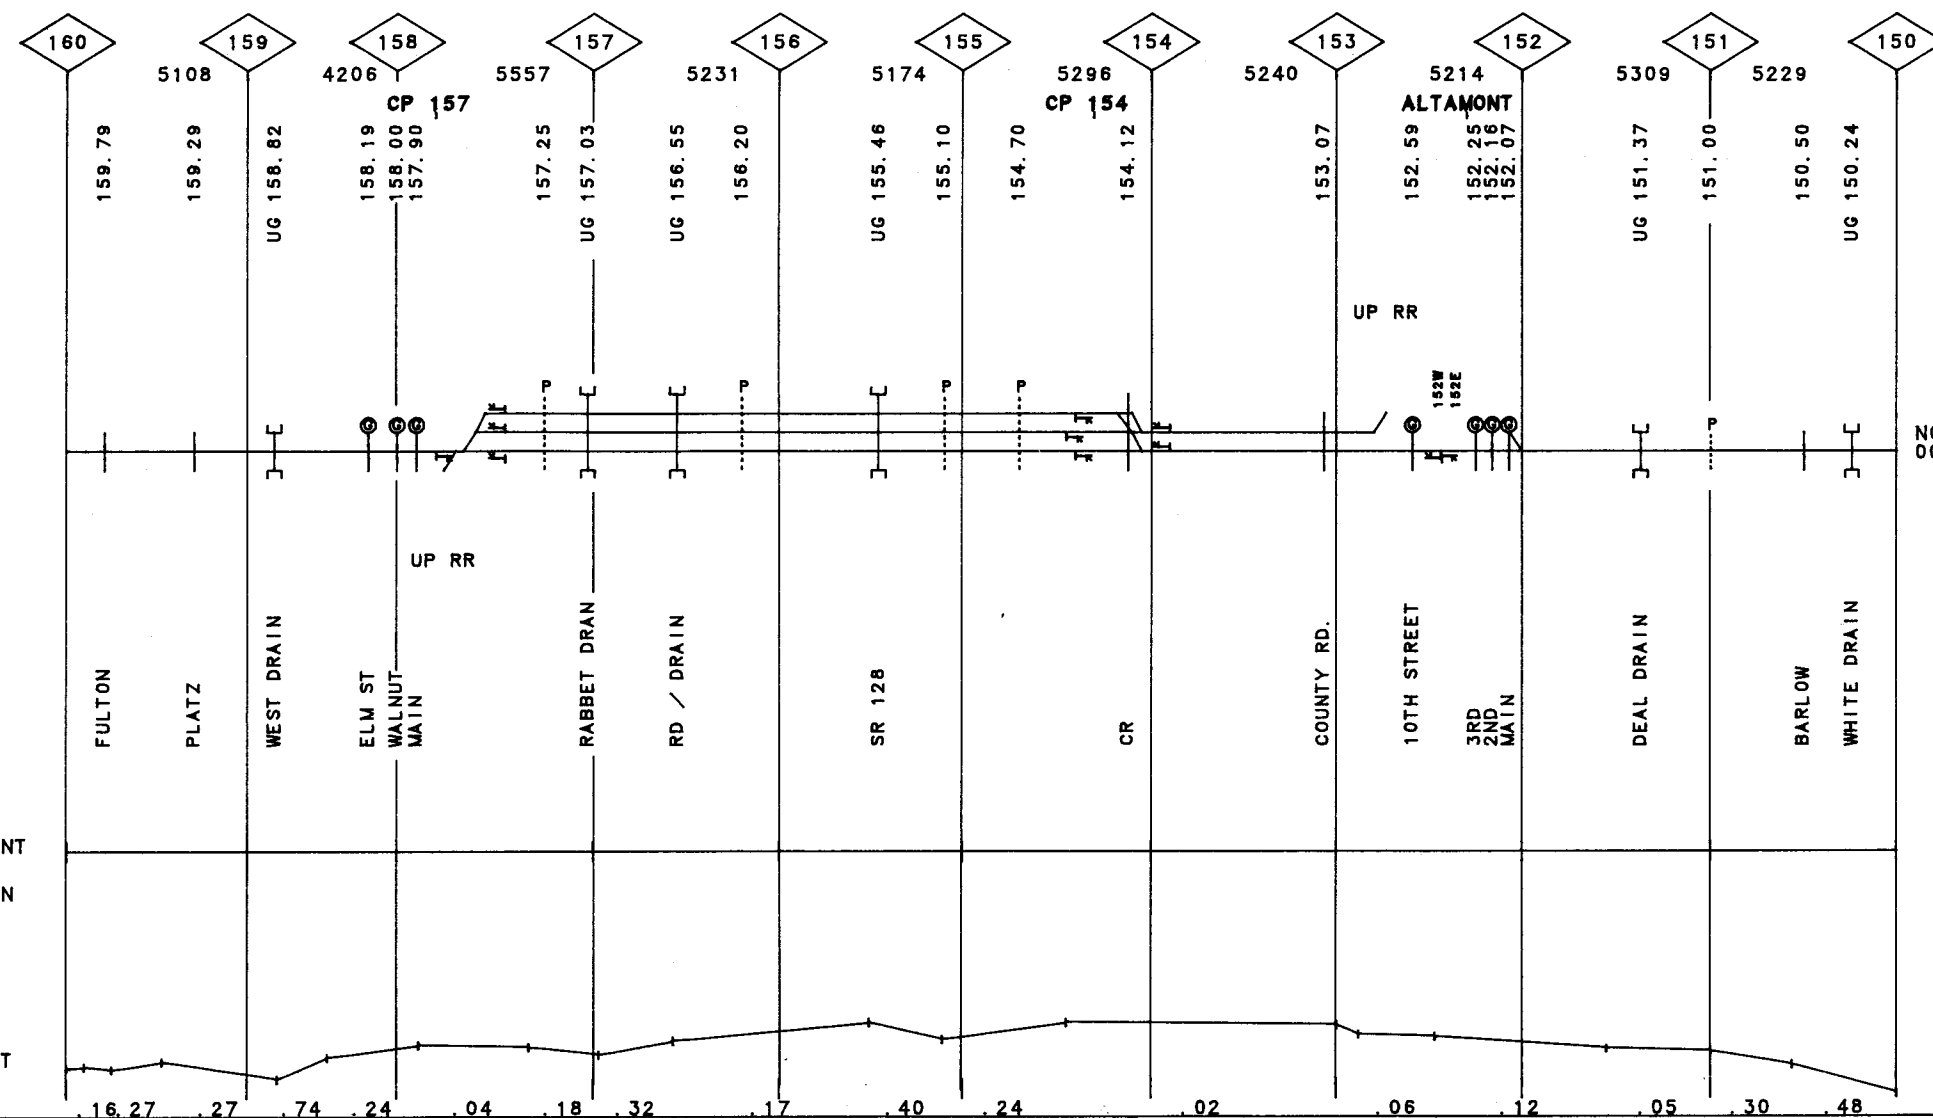 160 159 158 157 156 155 154 153 152 151 150
5108 4206 5557 5231 5174 5296 5240 5214 5309 5229
CP 157 CP 154 ALTAMONT
159.79
159.29
UG 158.82
158.19
158.00
157.90
157.25
UG 157.03
UG 156.55
156.20
UG 155.46
155.10
154.70
154.12
153.07
152.59
152.25
152.16
152.07
UG 151.37
151.00
150.50
UG 150.24
UP RR
152W
152E
P P P P P
G G G G G G G
UP RR
FULTON
PLATZ
WEST DRAIN
ELM ST
WALNUT
MAIN
RABBET DRAN
RD / DRAIN
SR 128
CR
COUNTY RD.
10TH STREET
3RD
2ND
MAIN
DEAL DRAIN
BARLOW
WHITE DRAIN
NT
N
T
.16 .27 .27 .74 .24 .04 .18 .32 .17 .40 .24 .02 .06 .12 .05 .30 .48